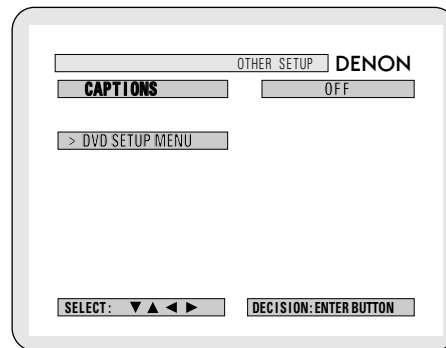 OTHER SETUP DENON
CAPTIONS OFF
> DVD SETUP MENU
SELECT: ▼ ▲ ◄ ► DECISION: ENTER BUTTON